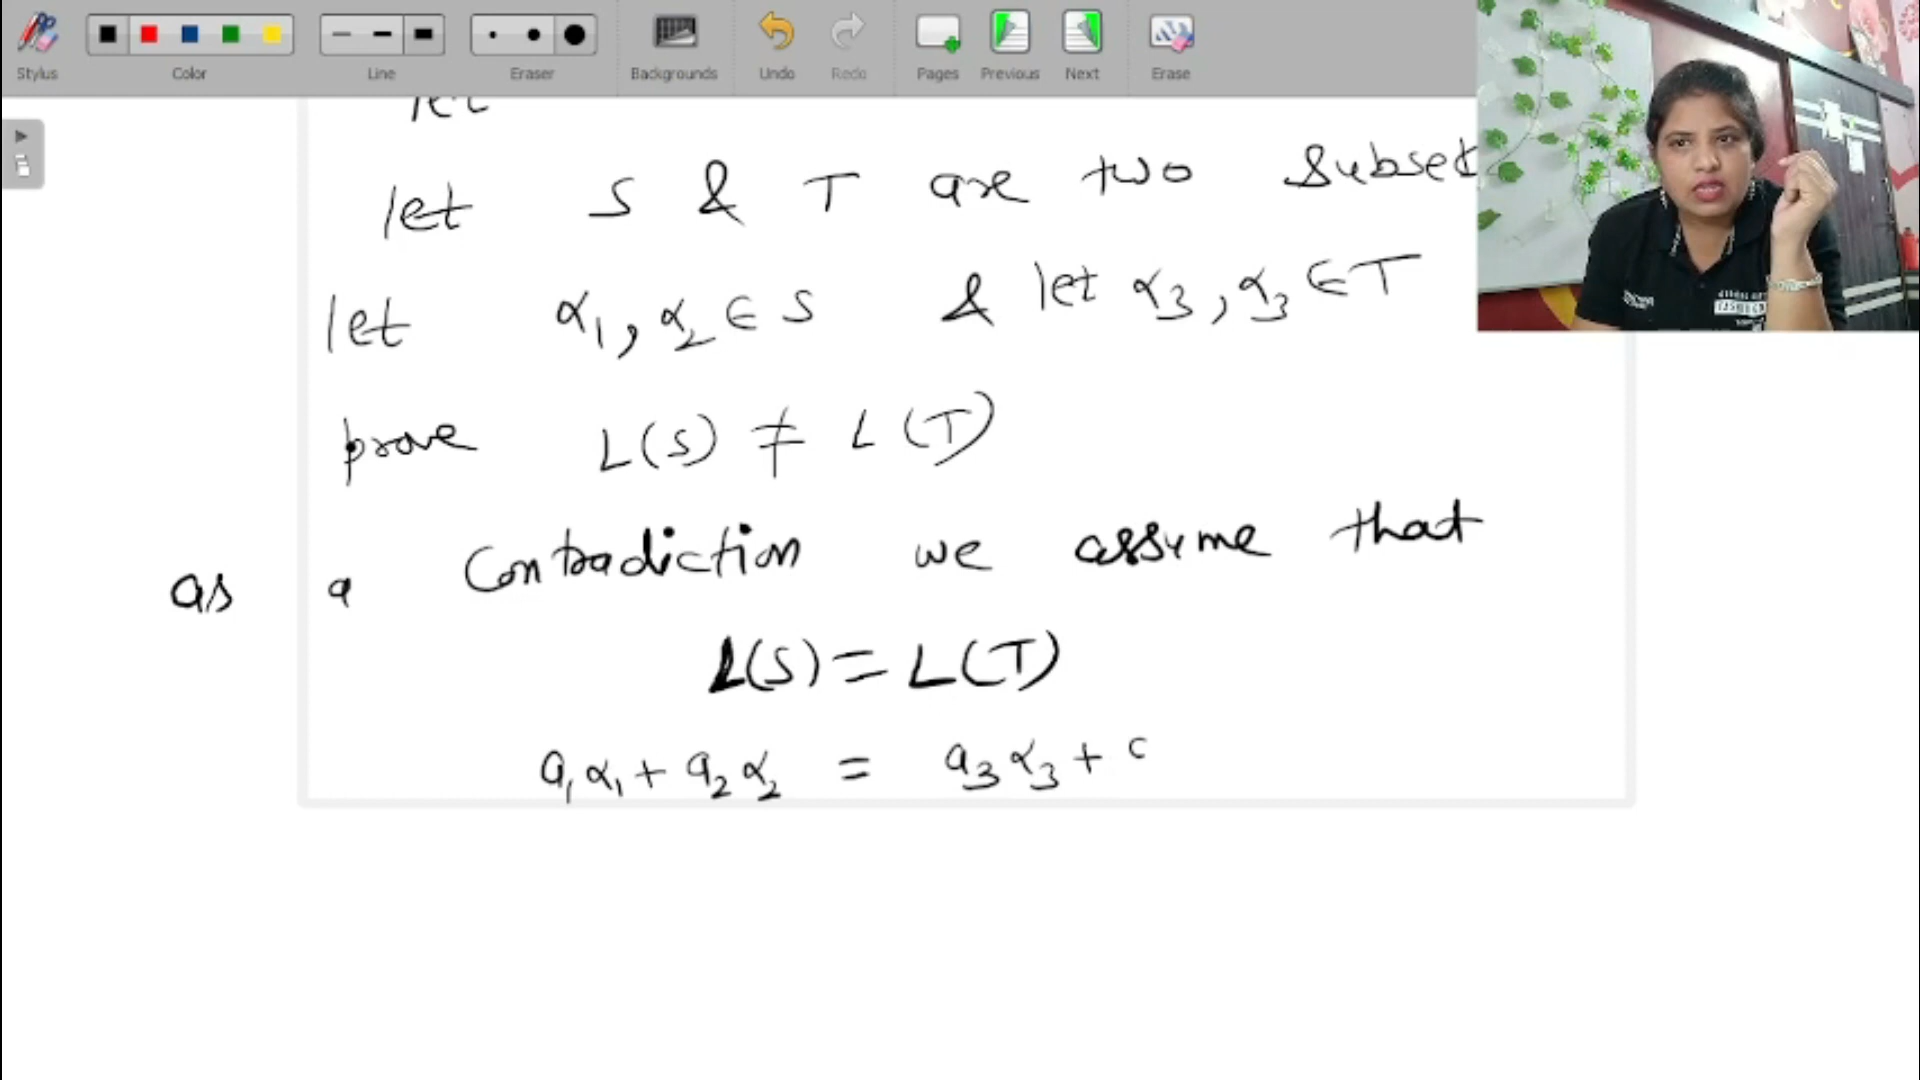 Stylus
Color
Line
Eraser
Backgrounds
Undo
Redo
Pages
Previous
Next
Erase
let
let S & T are two subset
let α₁, α₂ ∈ S & let α₃, α₃ ∈ T
prove L(S) ≠ L(T)
as a contradiction we assume that
L(S) = L(T)
a₁α₁ + a₂α₂ = a₃α₃ +